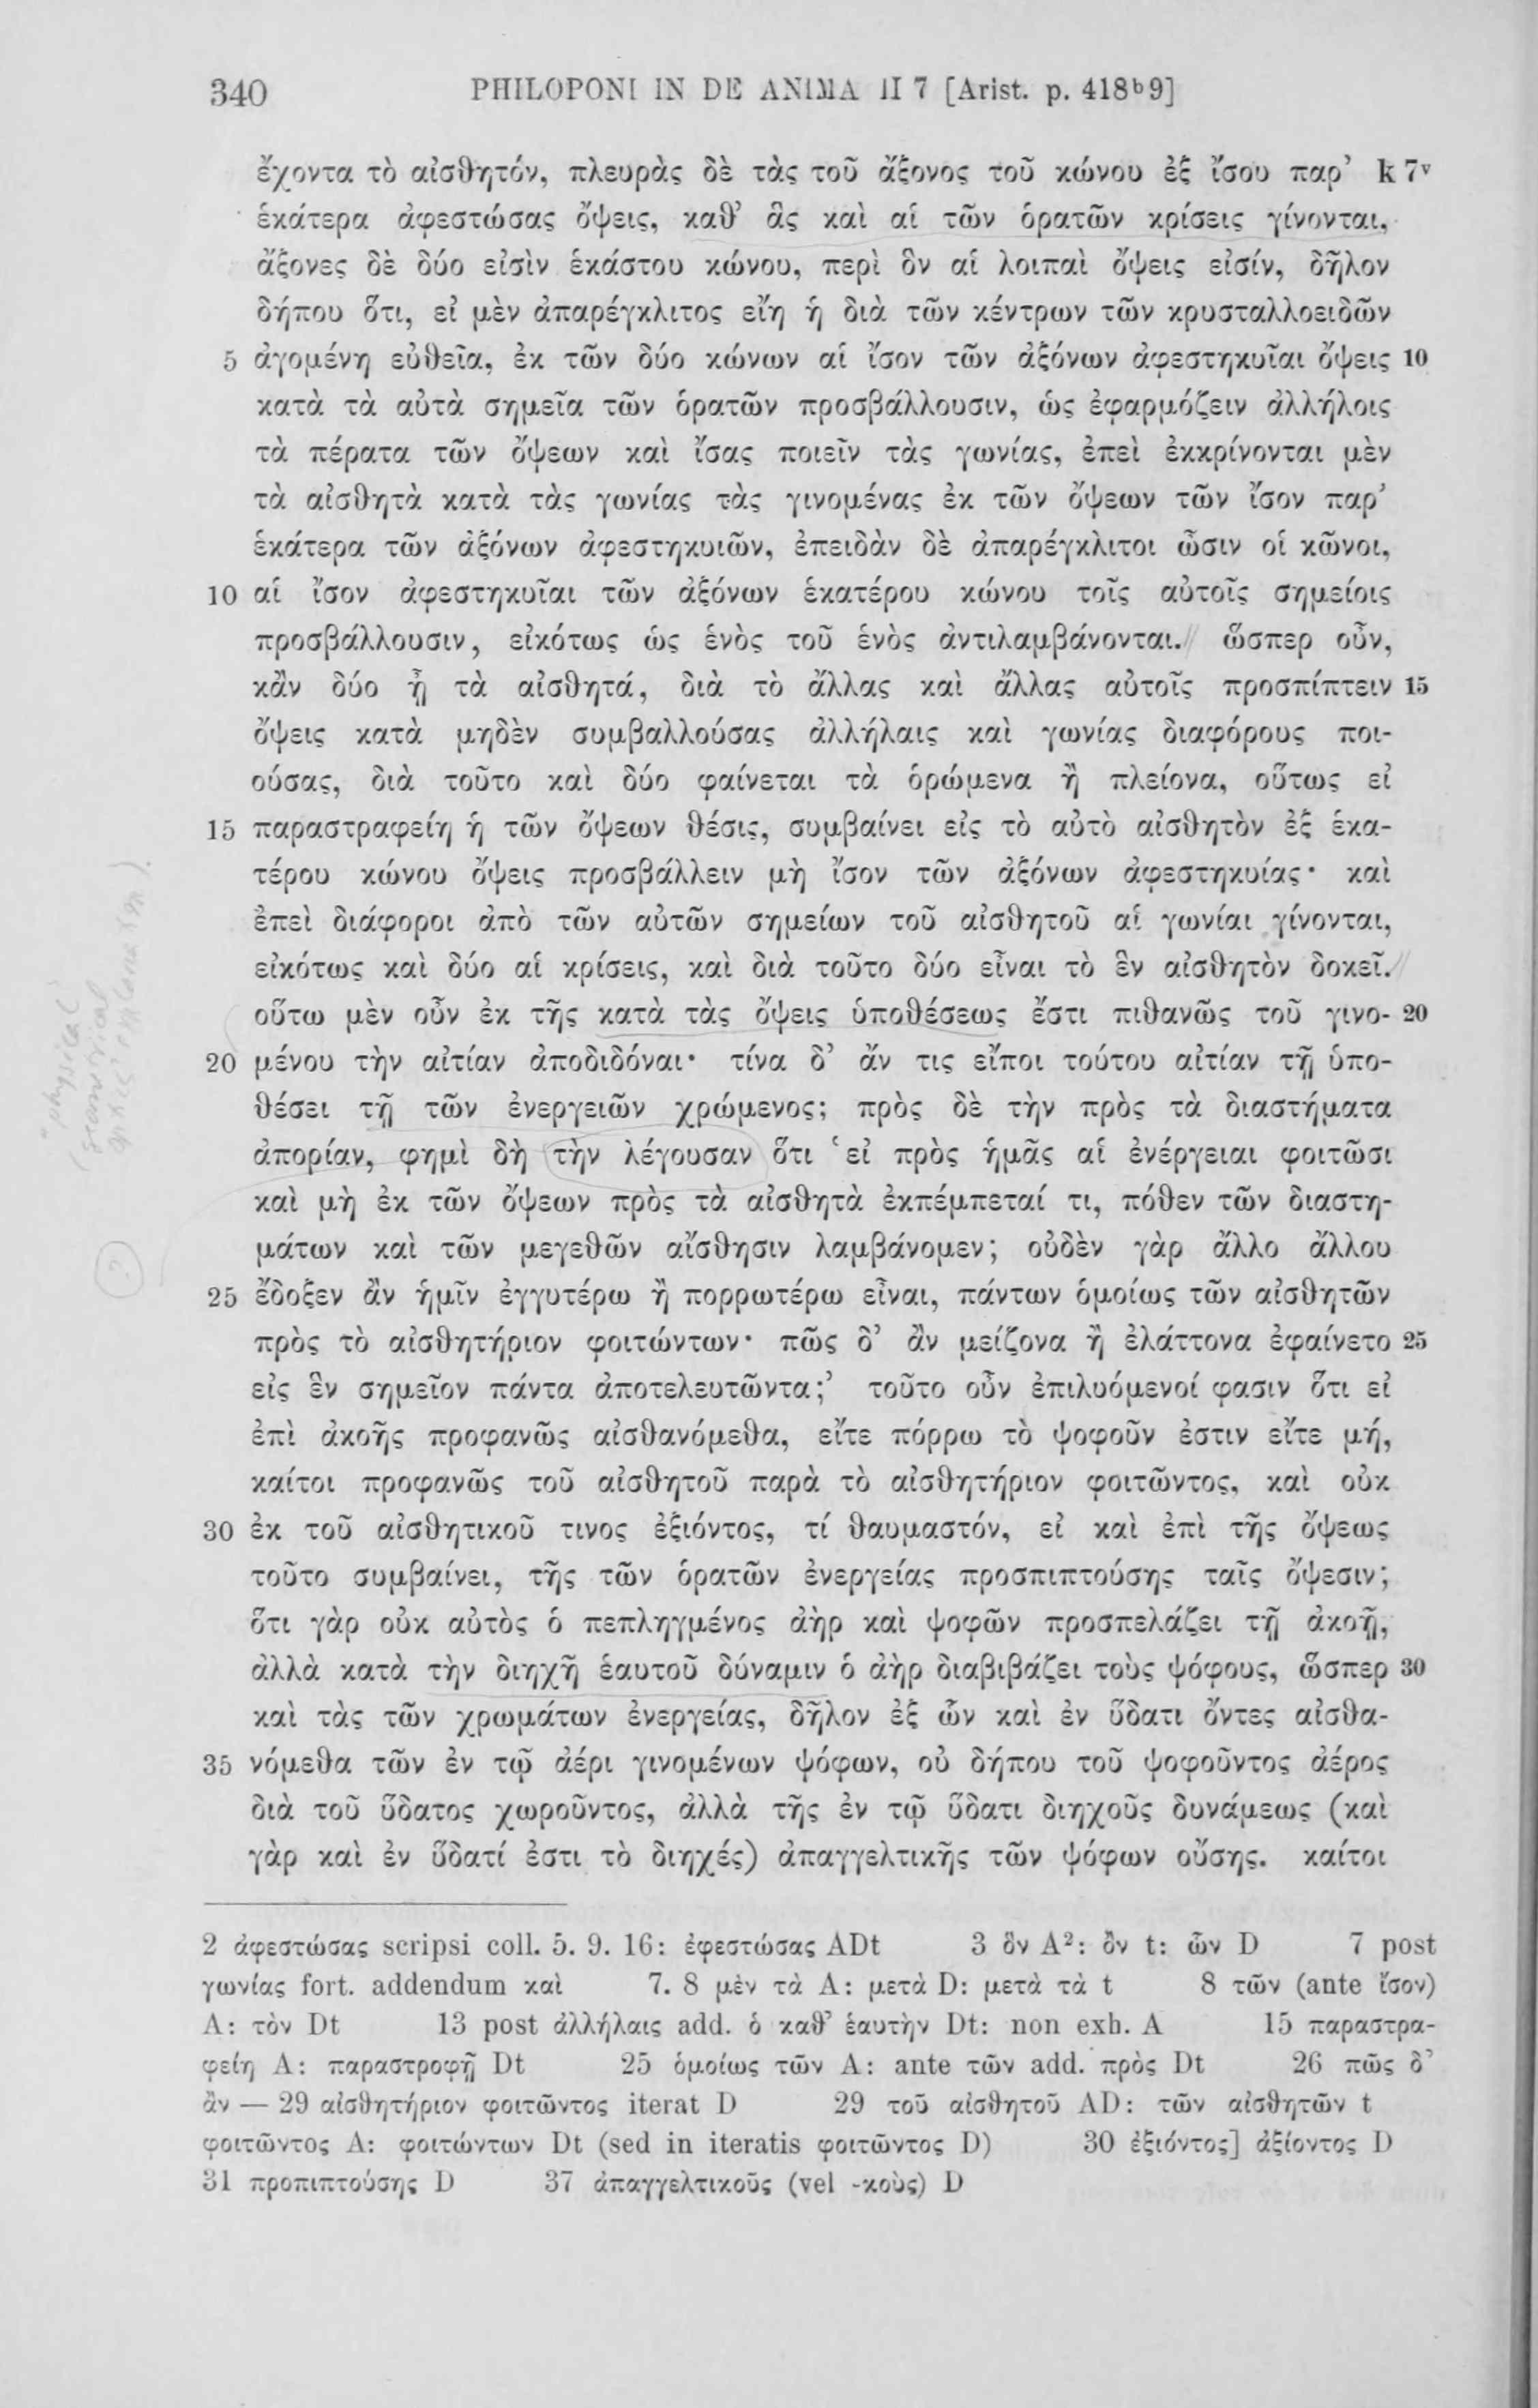 340 PHILOPONI IN DE ANIMA II 7 [Arist. p. 418ᵇ9]
ἔχοντα τὸ αἰσθητόν, πλευρὰς δὲ τὰς τοῦ ἄξονος τοῦ κώνου ἐξ ἴσου παρ’ k 7ᵛ
ἑκάτερα ἀφεστώσας ὄψεις, καθ’ ἃς καὶ αἱ τῶν ὁρατῶν κρίσεις γίνονται,
ἄξονες δὲ δύο εἰσὶν ἑκάστου κώνου, περὶ ὃν αἱ λοιπαὶ ὄψεις εἰσίν, δῆλον
δήπου ὅτι, εἰ μὲν ἀπαρέγκλιτος εἴη ἡ διὰ τῶν κέντρων τῶν κρυσταλλοειδῶν
5 ἀγομένη εὐθεῖα, ἐκ τῶν δύο κώνων αἱ ἴσον τῶν ἀξόνων ἀφεστηκυῖαι ὄψεις 10
κατὰ τὰ αὐτὰ σημεῖα τῶν ὁρατῶν προσβάλλουσιν, ὡς ἐφαρμόζειν ἀλλήλοις
τὰ πέρατα τῶν ὄψεων καὶ ἴσας ποιεῖν τὰς γωνίας, ἐπεὶ ἐκκρίνονται μὲν
τὰ αἰσθητὰ κατὰ τὰς γωνίας τὰς γινομένας ἐκ τῶν ὄψεων τῶν ἴσον παρ’
ἑκάτερα τῶν ἀξόνων ἀφεστηκυιῶν, ἐπειδὰν δὲ ἀπαρέγκλιτοι ὦσιν οἱ κῶνοι,
10 αἱ ἴσον ἀφεστηκυῖαι τῶν ἀξόνων ἑκατέρου κώνου τοῖς αὐτοῖς σημείοις
προσβάλλουσιν, εἰκότως ὡς ἑνὸς τοῦ ἑνὸς ἀντιλαμβάνονται. ὥσπερ οὖν,
κἂν δύο ᾖ τὰ αἰσθητά, διὰ τὸ ἄλλας καὶ ἄλλας αὐτοῖς προσπίπτειν 15
ὄψεις κατὰ μηδὲν συμβαλλούσας ἀλλήλαις καὶ γωνίας διαφόρους ποι-
ούσας, διὰ τοῦτο καὶ δύο φαίνεται τὰ ὁρώμενα ἢ πλείονα, οὕτως εἰ
15 παραστραφείη ἡ τῶν ὄψεων θέσις, συμβαίνει εἰς τὸ αὐτὸ αἰσθητὸν ἐξ ἑκα-
τέρου κώνου ὄψεις προσβάλλειν μὴ ἴσον τῶν ἀξόνων ἀφεστηκυίας· καὶ
ἐπεὶ διάφοροι ἀπὸ τῶν αὐτῶν σημείων τοῦ αἰσθητοῦ αἱ γωνίαι γίνονται,
εἰκότως καὶ δύο αἱ κρίσεις, καὶ διὰ τοῦτο δύο εἶναι τὸ ἓν αἰσθητὸν δοκεῖ.
οὕτω μὲν οὖν ἐκ τῆς κατὰ τὰς ὄψεις ὑποθέσεως ἔστι πιθανῶς τοῦ γινο- 20
20 μένου τὴν αἰτίαν ἀποδιδόναι· τίνα δ’ ἄν τις εἴποι τούτου αἰτίαν τῇ ὑπο-
θέσει τῇ τῶν ἐνεργειῶν χρώμενος; πρὸς δὲ τὴν πρὸς τὰ διαστήματα
ἀπορίαν, φημὶ δὴ τὴν λέγουσαν ὅτι ‘εἰ πρὸς ἡμᾶς αἱ ἐνέργειαι φοιτῶσι
καὶ μὴ ἐκ τῶν ὄψεων πρὸς τὰ αἰσθητὰ ἐκπέμπεταί τι, πόθεν τῶν διαστη-
μάτων καὶ τῶν μεγεθῶν αἴσθησιν λαμβάνομεν; οὐδὲν γὰρ ἄλλο ἄλλου
25 ἔδοξεν ἂν ἡμῖν ἐγγυτέρω ἢ πορρωτέρω εἶναι, πάντων ὁμοίως τῶν αἰσθητῶν
πρὸς τὸ αἰσθητήριον φοιτώντων· πῶς δ’ ἂν μείζονα ἢ ἐλάττονα ἐφαίνετο 25
εἰς ἓν σημεῖον πάντα ἀποτελευτῶντα;’ τοῦτο οὖν ἐπιλυόμενοί φασιν ὅτι εἰ
ἐπὶ ἀκοῆς προφανῶς αἰσθανόμεθα, εἴτε πόρρω τὸ ψοφοῦν ἐστιν εἴτε μή,
καίτοι προφανῶς τοῦ αἰσθητοῦ παρὰ τὸ αἰσθητήριον φοιτῶντος, καὶ οὐκ
30 ἐκ τοῦ αἰσθητικοῦ τινος ἐξιόντος, τί θαυμαστόν, εἰ καὶ ἐπὶ τῆς ὄψεως
τοῦτο συμβαίνει, τῆς τῶν ὁρατῶν ἐνεργείας προσπιπτούσης ταῖς ὄψεσιν;
ὅτι γὰρ οὐκ αὐτὸς ὁ πεπληγμένος ἀὴρ καὶ ψοφῶν προσπελάζει τῇ ἀκοῇ,
ἀλλὰ κατὰ τὴν διηχῆ ἑαυτοῦ δύναμιν ὁ ἀὴρ διαβιβάζει τοὺς ψόφους, ὥσπερ 30
καὶ τὰς τῶν χρωμάτων ἐνεργείας, δῆλον ἐξ ὧν καὶ ἐν ὕδατι ὄντες αἰσθα-
35 νόμεθα τῶν ἐν τῷ ἀέρι γινομένων ψόφων, οὐ δήπου τοῦ ψοφοῦντος ἀέρος
διὰ τοῦ ὕδατος χωροῦντος, ἀλλὰ τῆς ἐν τῷ ὕδατι διηχοῦς δυνάμεως (καὶ
γὰρ καὶ ἐν ὕδατί ἐστι τὸ διηχές) ἀπαγγελτικῆς τῶν ψόφων οὔσης. καίτοι
2 ἀφεστώσας scripsi coll. 5. 9. 16: ἐφεστώσας ADt 3 ὃν A²: ὄν t: ὧν D 7 post
γωνίας fort. addendum καὶ 7. 8 μὲν τὰ A: μετὰ D: μετὰ τὰ t 8 τῶν (ante ἴσον)
A: τὸν Dt 13 post ἀλλήλαις add. ὁ καθ’ ἑαυτὴν Dt: non exh. A 15 παραστρα-
φείη A: παραστροφῇ Dt 25 ὁμοίως τῶν A: ante τῶν add. πρὸς Dt 26 πῶς δ’
ἂν — 29 αἰσθητήριον φοιτῶντος iterat D 29 τοῦ αἰσθητοῦ AD: τῶν αἰσθητῶν t
φοιτῶντος A: φοιτώντων Dt (sed in iteratis φοιτῶντος D) 30 ἐξιόντος] ἀξίοντος D
31 προπιπτούσης D 37 ἀπαγγελτικοῦς (vel -κοὺς) D
"physical"
(geometrical
?